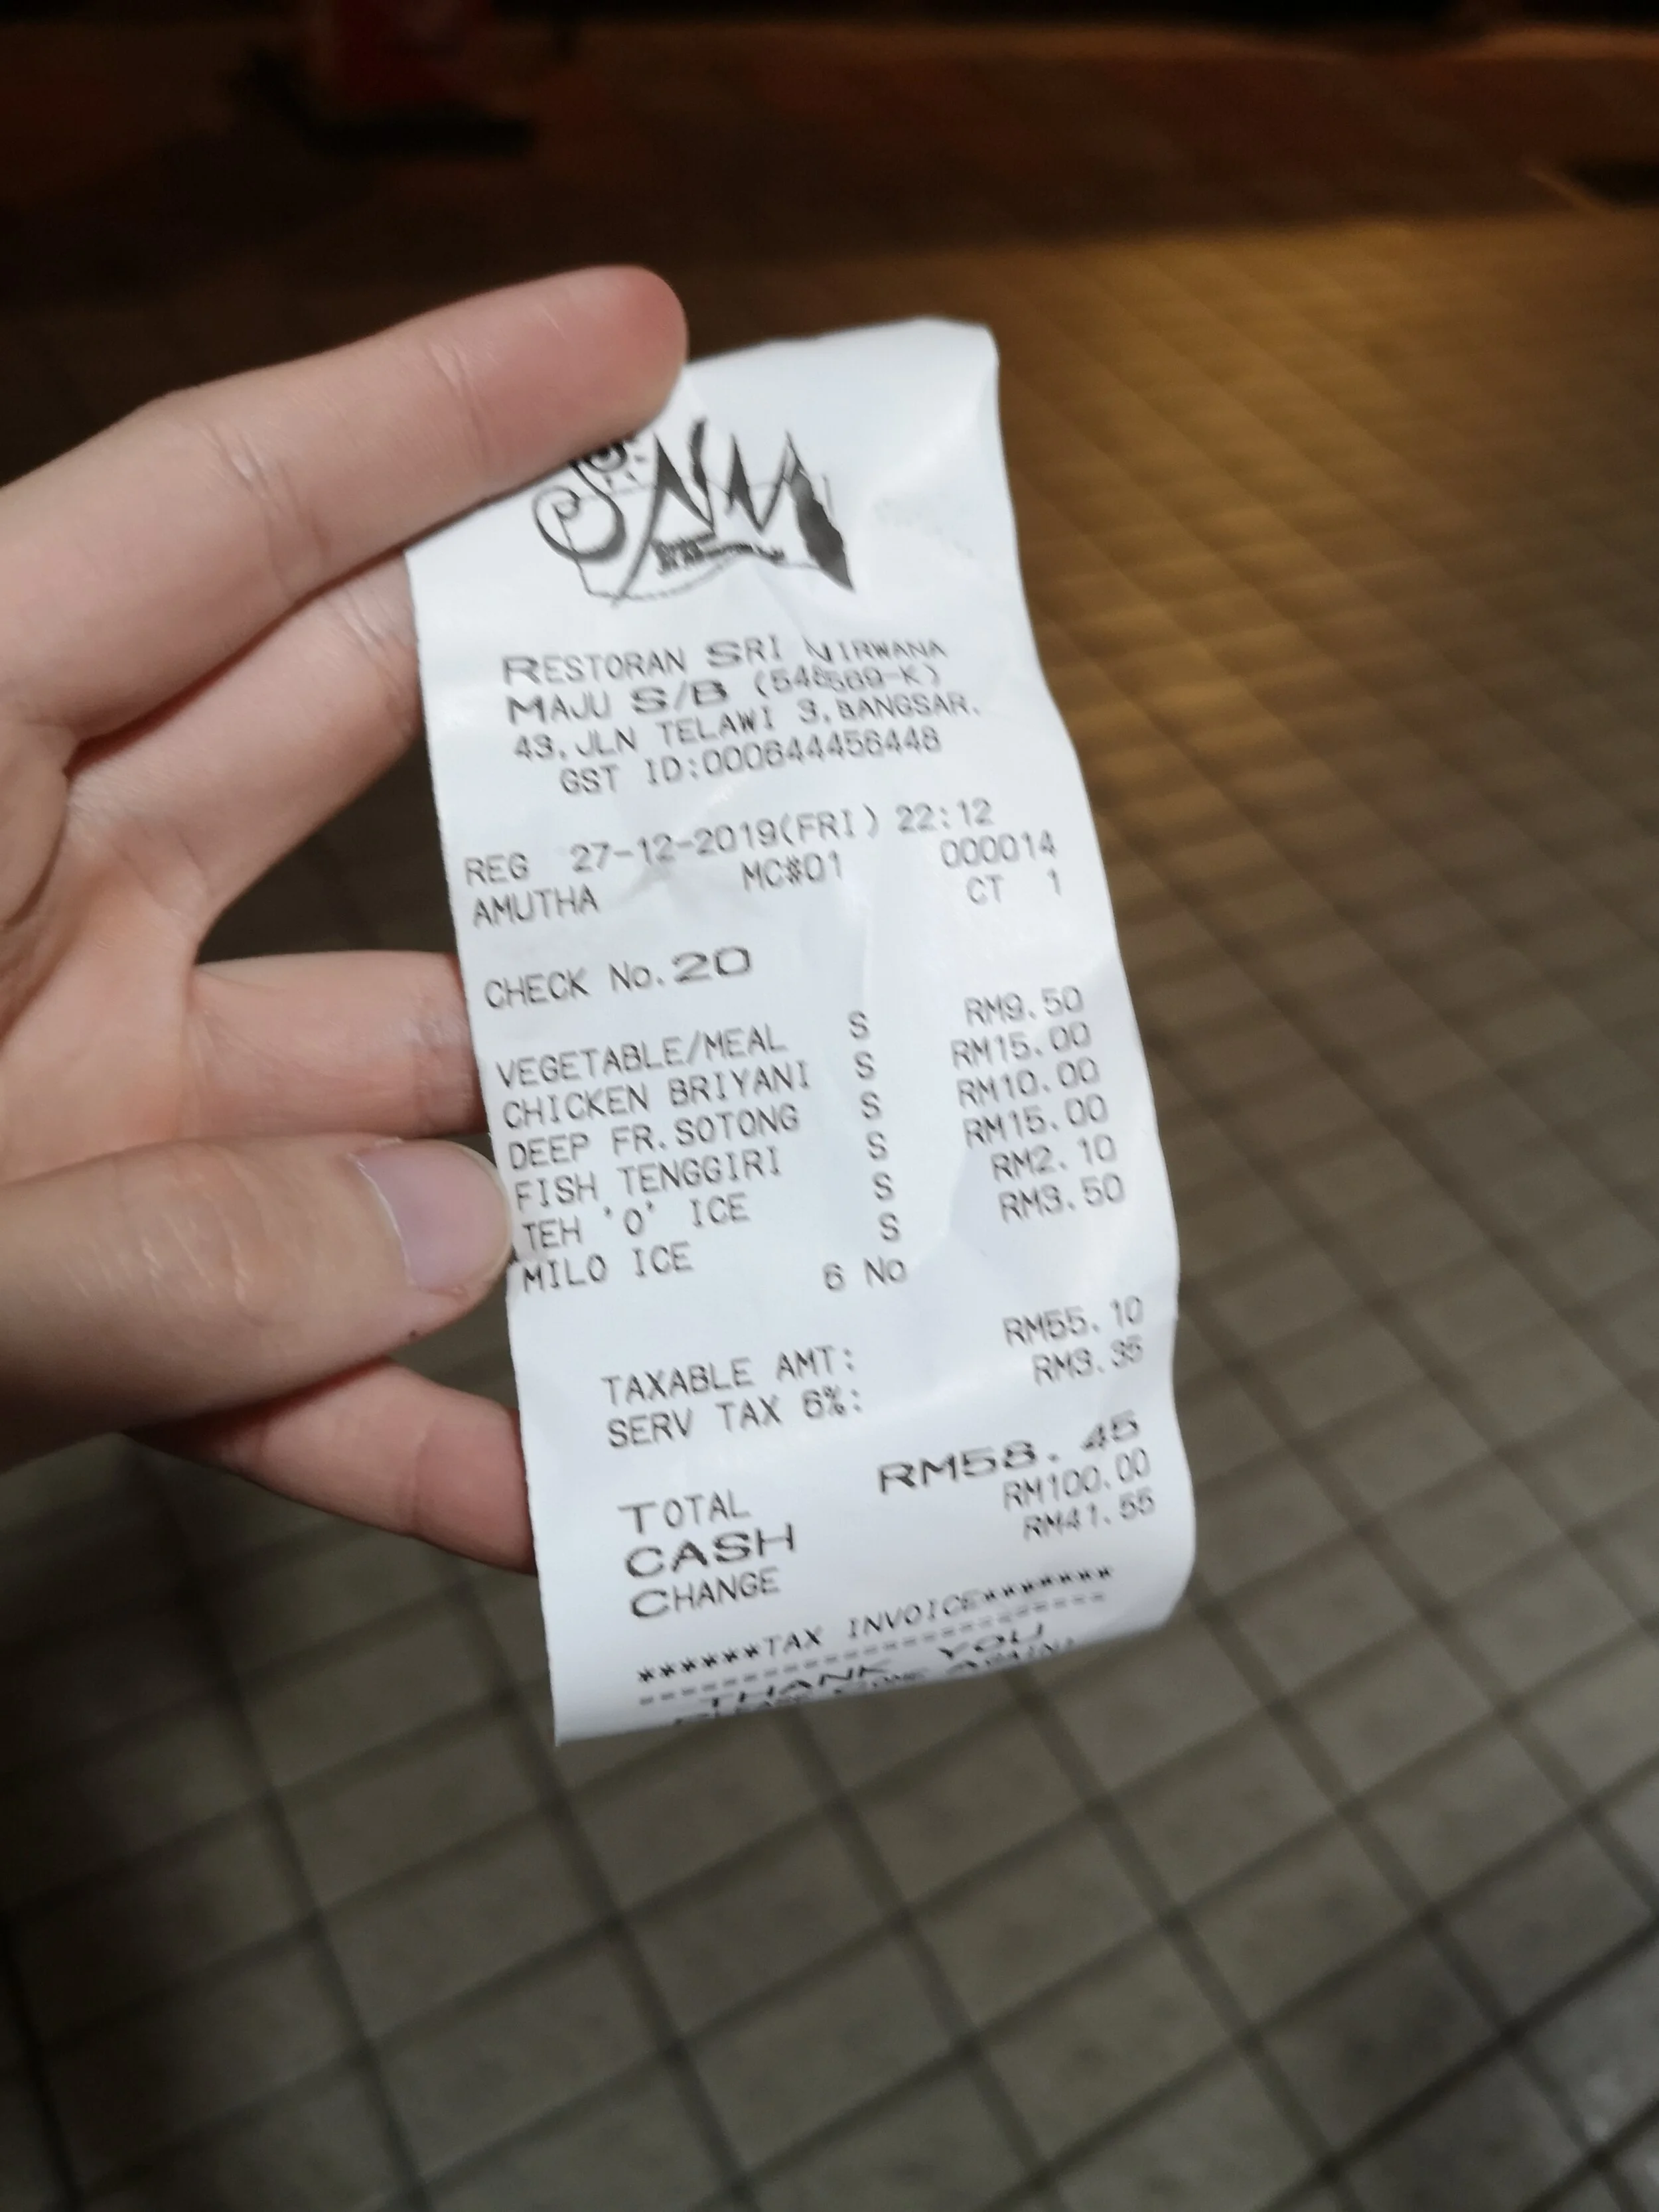 RESTORAN SRI NIRWANA
MAJU S/B (548569-K)
43, JLN TELAWI 3, BANGSAR.
GST ID:000644456448
REG 27-12-2019(FRI) 22:12
AMUTHA MC#01 000014
CT 1
CHECK No.20
VEGETABLE/MEAL S RM9.50
CHICKEN BRIYANI S RM15.00
DEEP FR.SOTONG S RM10.00
FISH TENGGIRI S RM15.00
TEH 'O' ICE S RM2.10
MILO ICE S RM3.50
6 No
TAXABLE AMT: RM55.10
SERV TAX 6%: RM3.35
TOTAL RM58.45
CASH RM100.00
CHANGE RM41.55
******TAX INVOICE*******
THANK YOU